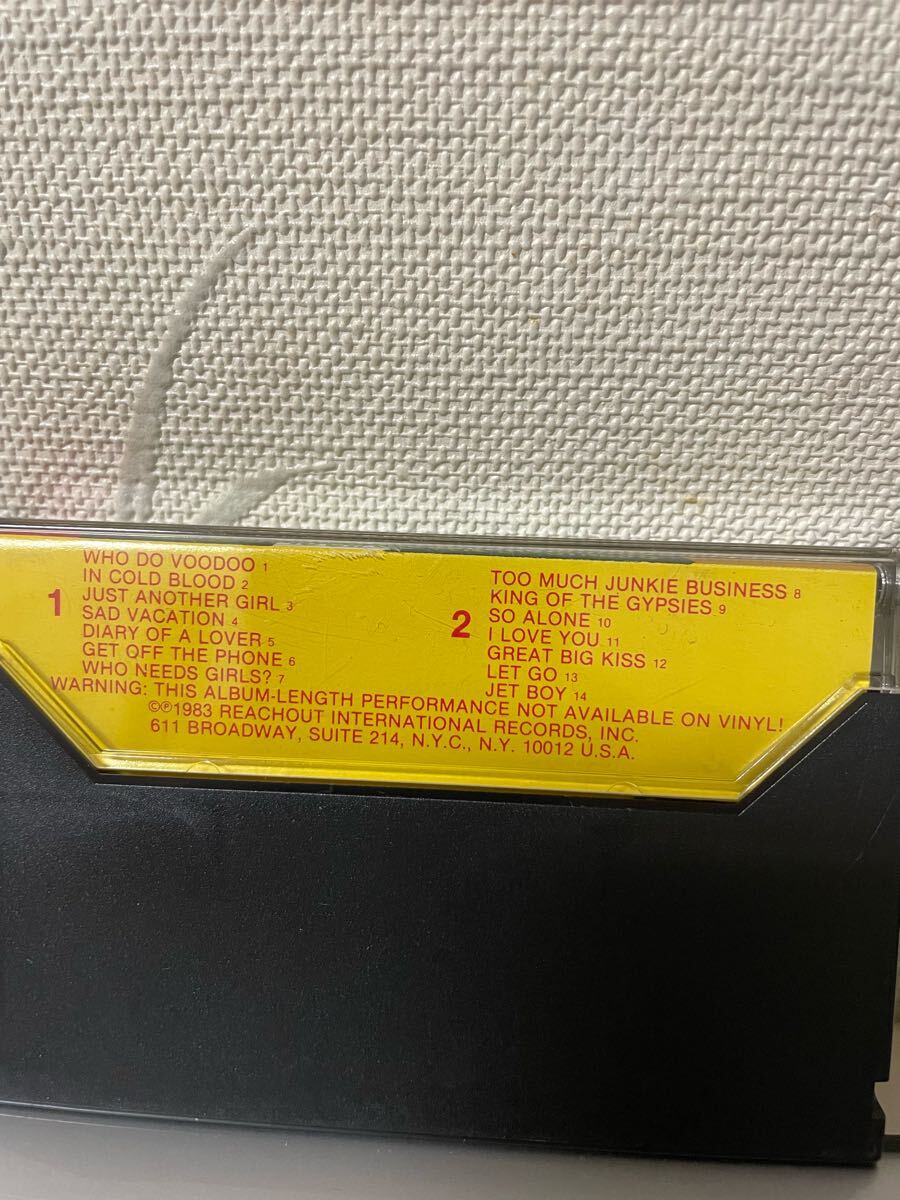 1
WHO DO VOODOO 1
IN COLD BLOOD 2
JUST ANOTHER GIRL 3
SAD VACATION 4
DIARY OF A LOVER 5
GET OFF THE PHONE 6
WHO NEEDS GIRLS? 7
2
TOO MUCH JUNKIE BUSINESS 8
KING OF THE GYPSIES 9
SO ALONE 10
I LOVE YOU 11
GREAT BIG KISS 12
LET GO 13
JET BOY 14
WARNING: THIS ALBUM-LENGTH PERFORMANCE NOT AVAILABLE ON VINYL!
©℗1983 REACHOUT INTERNATIONAL RECORDS, INC.
611 BROADWAY, SUITE 214, N.Y.C., N.Y. 10012 U.S.A.